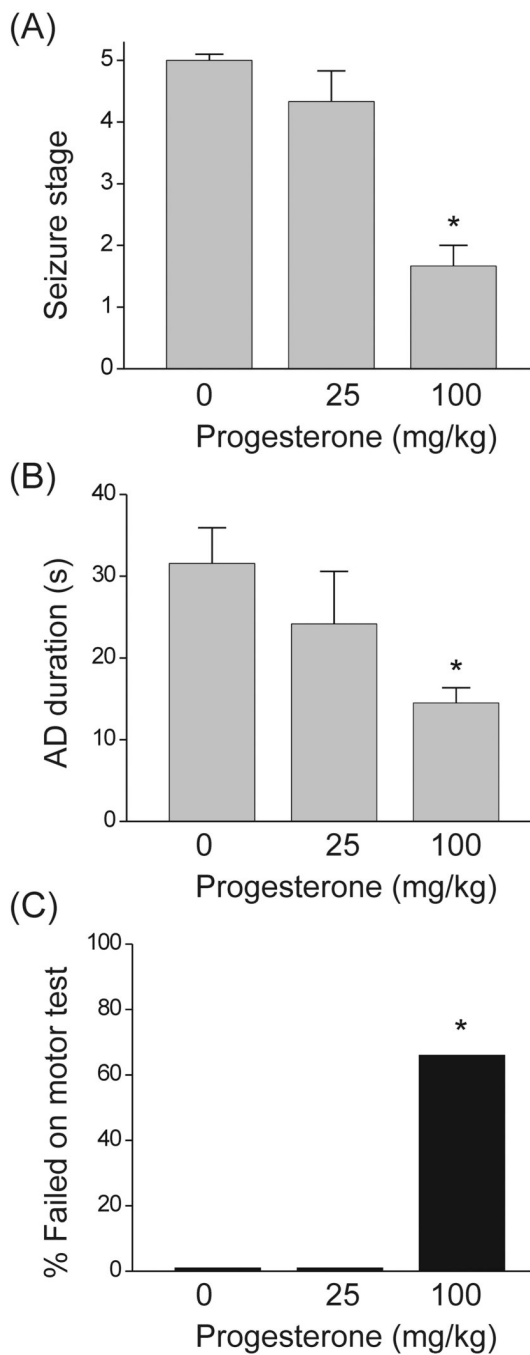 (A)
Seizure stage
5
4
3
2
1
0
*
0 25 100
Progesterone (mg/kg)
(B)
AD duration (s)
40
30
20
10
0
*
0 25 100
Progesterone (mg/kg)
(C)
% Failed on motor test
100
80
60
40
20
0
*
0 25 100
Progesterone (mg/kg)